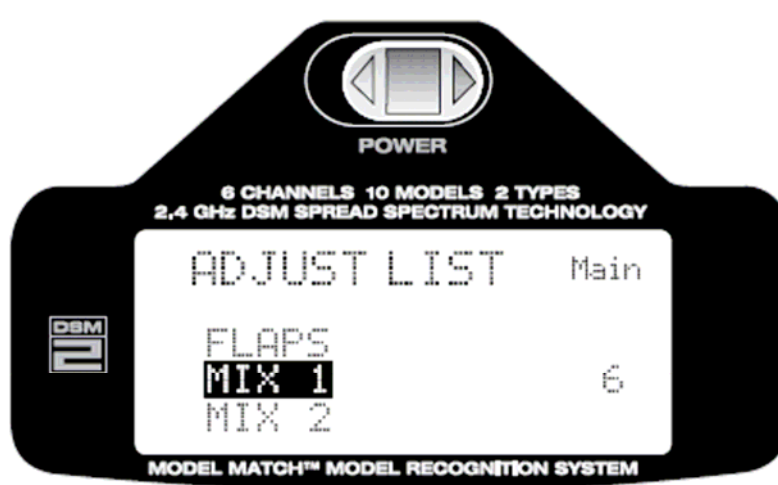 POWER
6 CHANNELS 10 MODELS 2 TYPES
2,4 GHz DSM SPREAD SPECTRUM TECHNOLOGY
ADJUST LIST Main
DSM
2
FLAPS
MIX 1 6
MIX 2
MODEL MATCH™ MODEL RECOGNITION SYSTEM